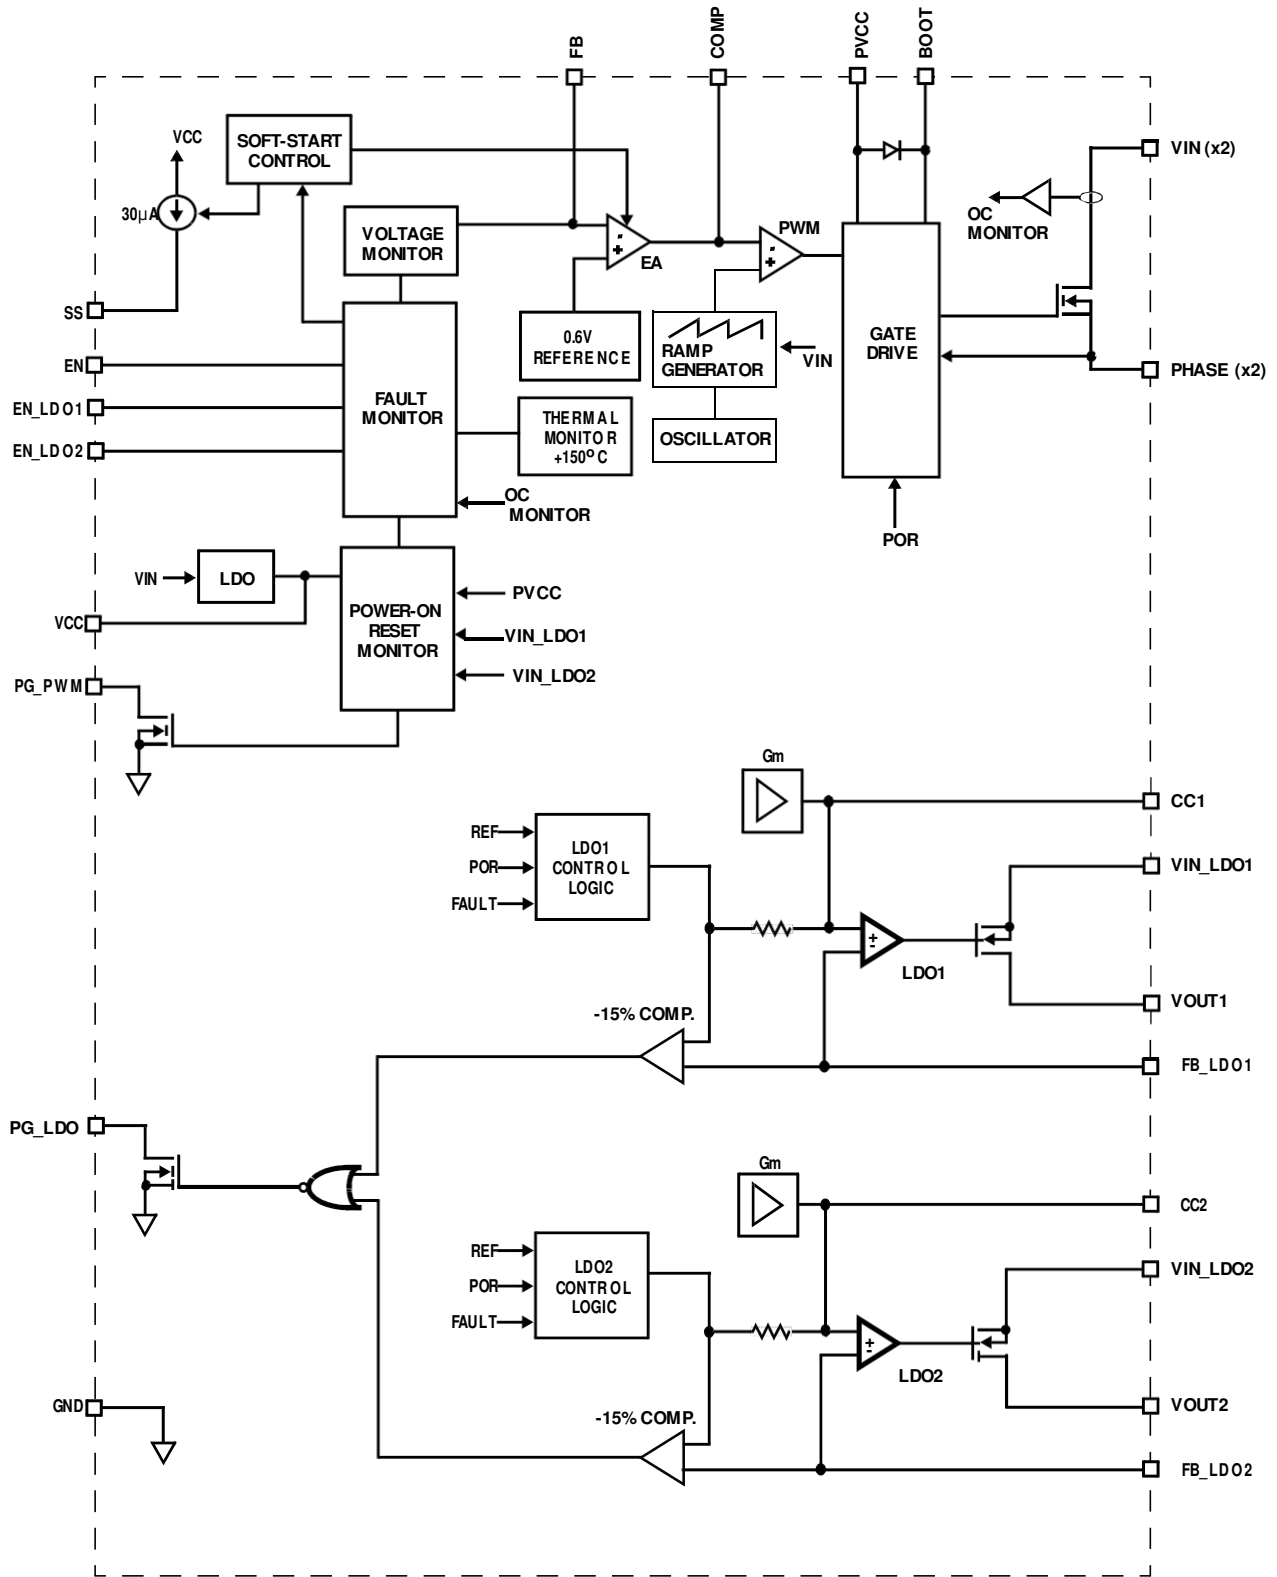 FB
COMP
PVCC
BOOT
VCC
SOFT-START
CONTROL
30µA
VOLTAGE
MONITOR
-
+
EA
PWM
-
+
VIN (x2)
OC
MONITOR
SS
EN
EN_LDO1
EN_LDO2
FAULT
MONITOR
0.6V
REFERENCE
RAMP
GENERATOR
VIN
GATE
DRIVE
PHASE (x2)
THERMAL
MONITOR
+150°C
OSCILLATOR
OC
MONITOR
POR
VIN
LDO
VCC
POWER-ON
RESET
MONITOR
PVCC
VIN_LDO1
VIN_LDO2
PG_PWM
Gm
CC1
REF
POR
FAULT
LDO1
CONTROL
LOGIC
VIN_LDO1
+
-
LDO1
VOUT1
-15% COMP.
FB_LDO1
PG_LDO
Gm
CC2
REF
POR
FAULT
LDO2
CONTROL
LOGIC
VIN_LDO2
+
-
LDO2
VOUT2
GND
-15% COMP.
FB_LDO2